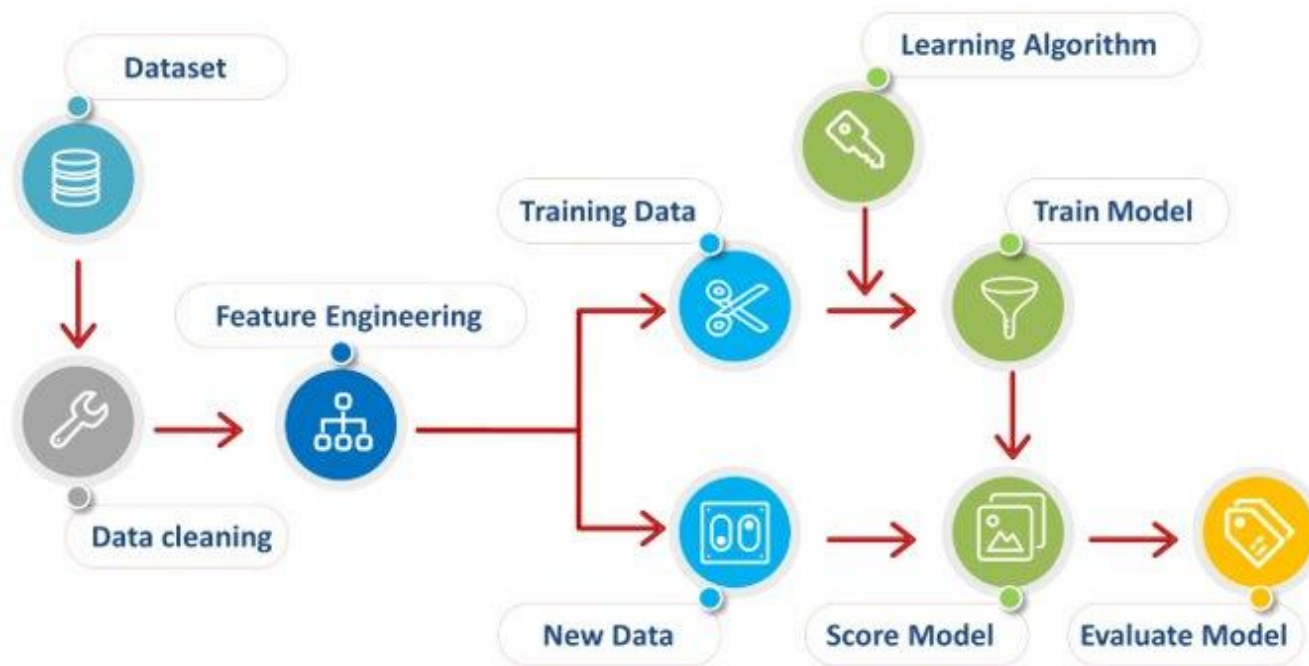 Dataset
Learning Algorithm
Training Data
Train Model
Feature Engineering
Data cleaning
New Data
Score Model
Evaluate Model